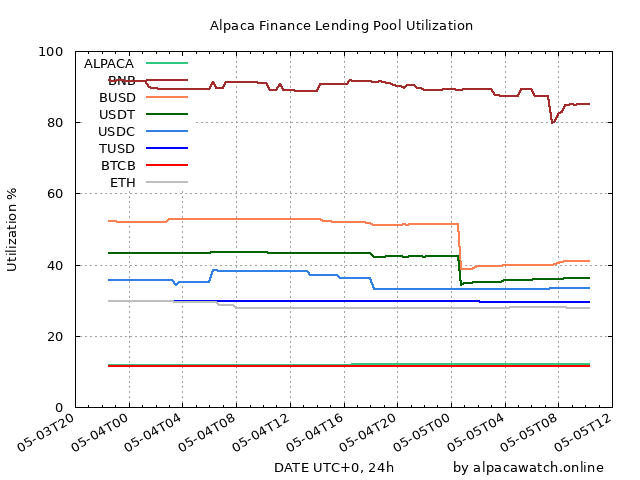 Alpaca Finance Lending Pool Utilization
100
80
60
40
20
0
Utilization %
ALPACA
BNB
BUSD
USDT
USDC
TUSD
BTCB
ETH
05-03T20
05-04T00
05-04T04
05-04T08
05-04T12
05-04T16
05-04T20
05-05T00
05-05T04
05-05T08
05-05T12
DATE UTC+0, 24h
by alpacawatch.online